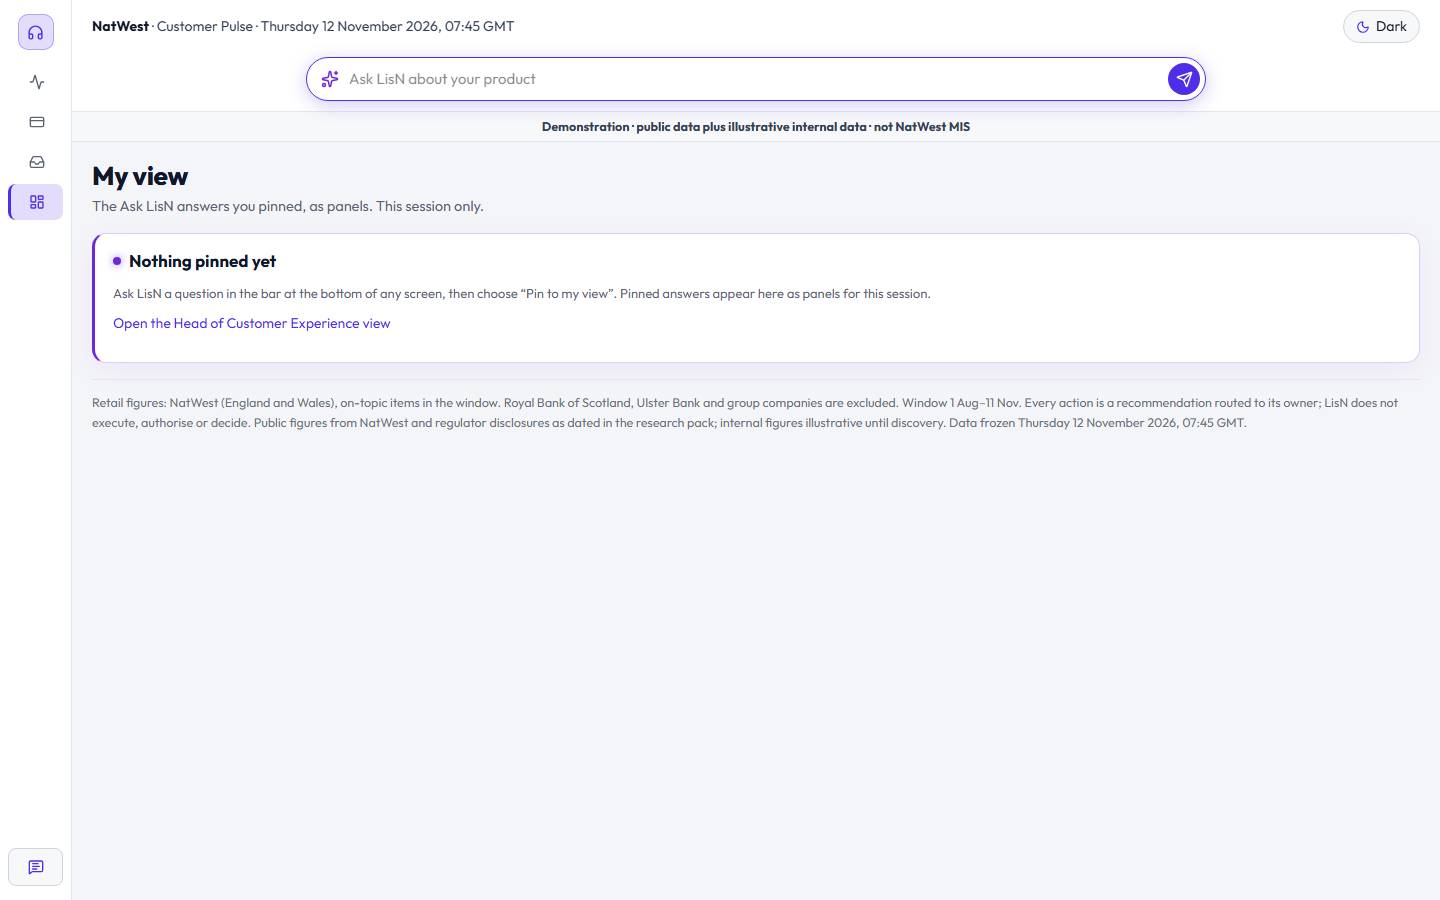 NatWest · Customer Pulse · Thursday 12 November 2026, 07:45 GMT
Dark
Ask LisN about your product
Demonstration · public data plus illustrative internal data · not NatWest MIS
My view
The Ask LisN answers you pinned, as panels. This session only.
Nothing pinned yet
Ask LisN a question in the bar at the bottom of any screen, then choose “Pin to my view”. Pinned answers appear here as panels for this session.
Open the Head of Customer Experience view
Retail figures: NatWest (England and Wales), on-topic items in the window. Royal Bank of Scotland, Ulster Bank and group companies are excluded. Window 1 Aug–11 Nov. Every action is a recommendation routed to its owner; LisN does not
execute, authorise or decide. Public figures from NatWest and regulator disclosures as dated in the research pack; internal figures illustrative until discovery. Data frozen Thursday 12 November 2026, 07:45 GMT.